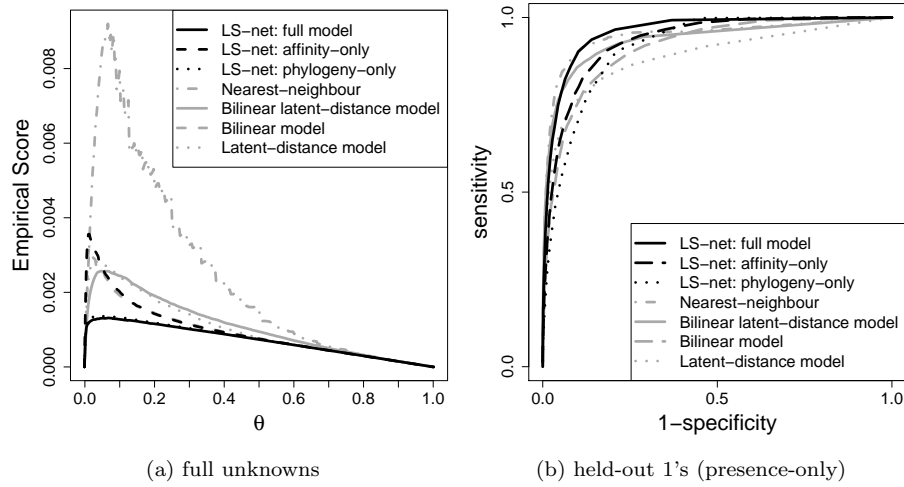 LS−net: full model
LS−net: affinity−only
LS−net: phylogeny−only
Nearest−neighbour
Bilinear latent−distance model
Bilinear model
Latent−distance model
Empirical Score
0.000
0.002
0.004
0.006
0.008
0.0
0.2
0.4
0.6
0.8
1.0
θ
(a) full unknowns
sensitivity
0.0
0.5
1.0
LS−net: full model
LS−net: affinity−only
LS−net: phylogeny−only
Nearest−neighbour
Bilinear latent−distance model
Bilinear model
Latent−distance model
0.0
0.5
1.0
1−specificity
(b) held-out 1's (presence-only)